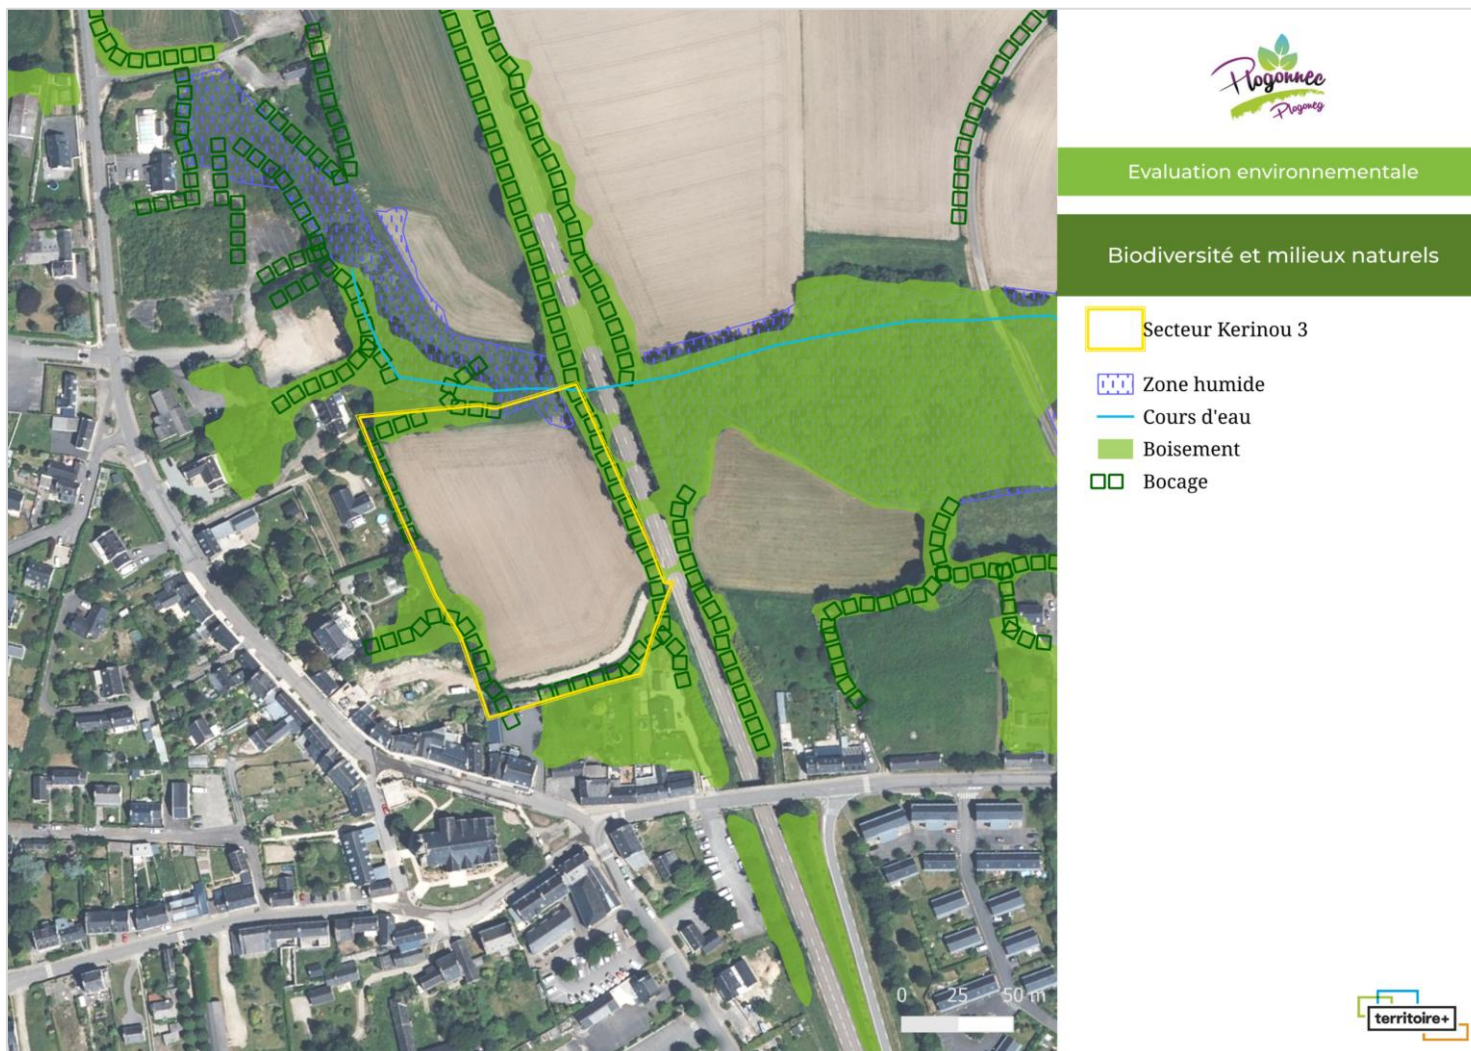 Plogonnec
Plogoneg
Evaluation environnementale
Biodiversité et milieux naturels
Secteur Kerinou 3
Zone humide
Cours d'eau
Boisement
Bocage
0 25 50 m
territoire+